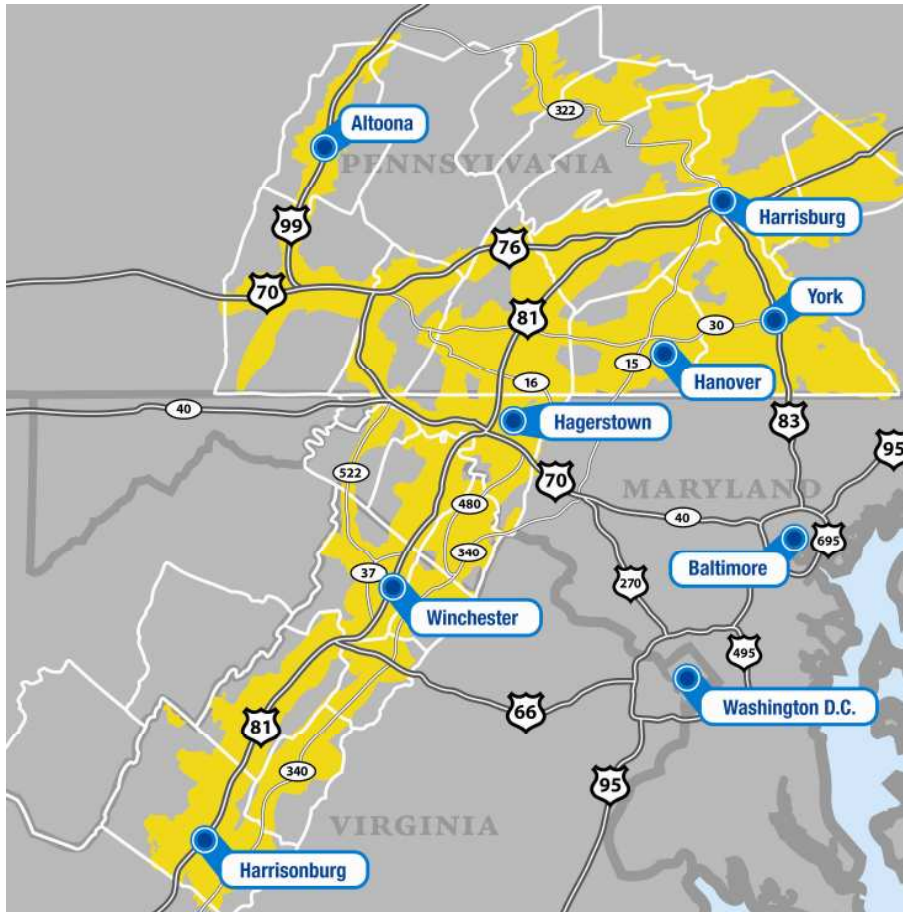 322
Altoona
PENNSYLVANIA
Harrisburg
99
76
70
York
81
30
15
Hanover
16
40
Hagerstown
83
95
522
70
MARYLAND
480
40
695
340
Baltimore
37
270
Winchester
495
Washington D.C.
66
81
340
95
VIRGINIA
Harrisonburg